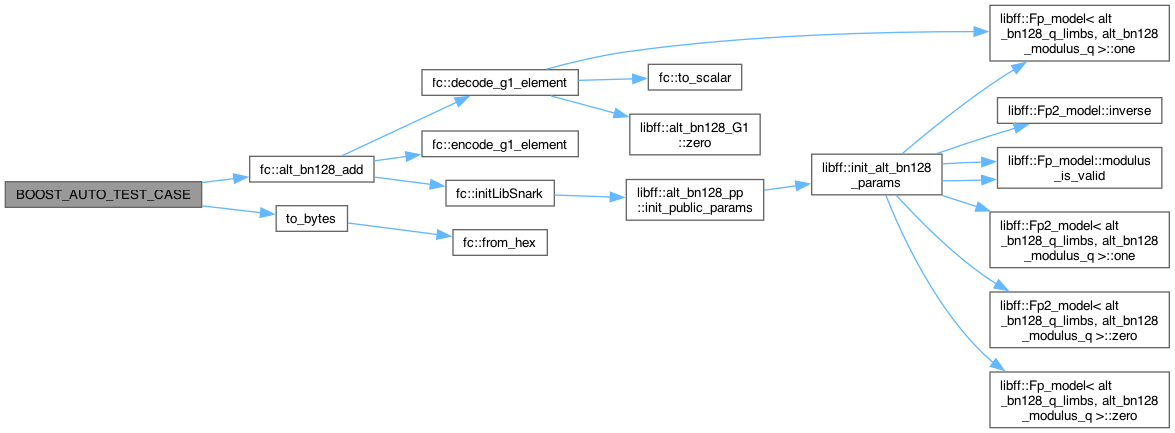 BOOST_AUTO_TEST_CASE
fc::alt_bn128_add
to_bytes
fc::decode_g1_element
fc::encode_g1_element
fc::initLibSnark
fc::from_hex
fc::to_scalar
libff::alt_bn128_G1
::zero
libff::alt_bn128_pp
::init_public_params
libff::init_alt_bn128
_params
libff::Fp_model< alt
_bn128_q_limbs, alt_bn128
_modulus_q >::one
libff::Fp2_model::inverse
libff::Fp_model::modulus
_is_valid
libff::Fp2_model< alt
_bn128_q_limbs, alt_bn128
_modulus_q >::one
libff::Fp2_model< alt
_bn128_q_limbs, alt_bn128
_modulus_q >::zero
libff::Fp_model< alt
_bn128_q_limbs, alt_bn128
_modulus_q >::zero